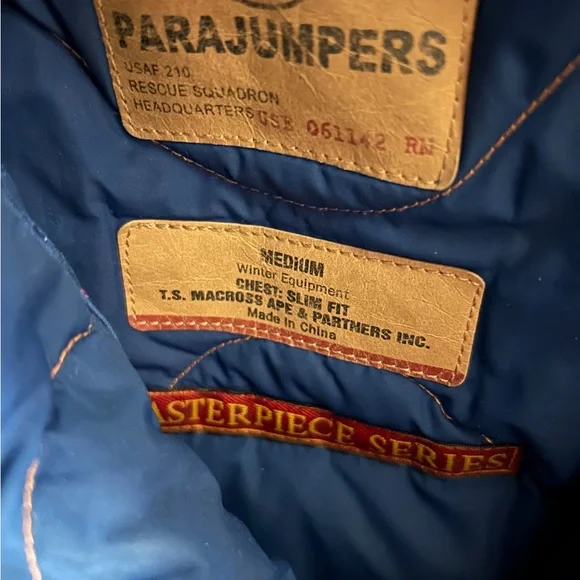 PARAJUMPERS
USAF 210
RESCUE SQUADRON
HEADQUARTERS USE 061142 RN
MEDIUM
Winter Equipment
CHEST: SLIM FIT
T.S. MACROSS APE & PARTNERS INC.
Made in China
ASTERPIECE SERIES